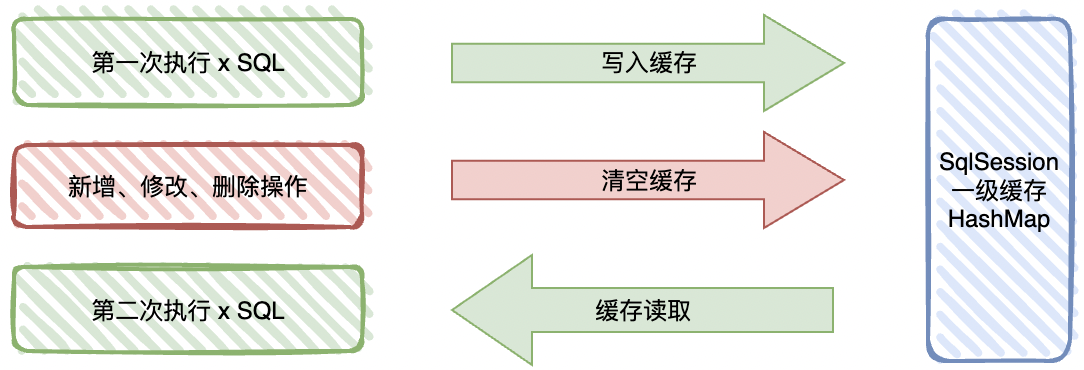 第一次执行 x SQL
写入缓存
新增、修改、删除操作
清空缓存
第二次执行 x SQL
缓存读取
SqlSession
一级缓存
HashMap